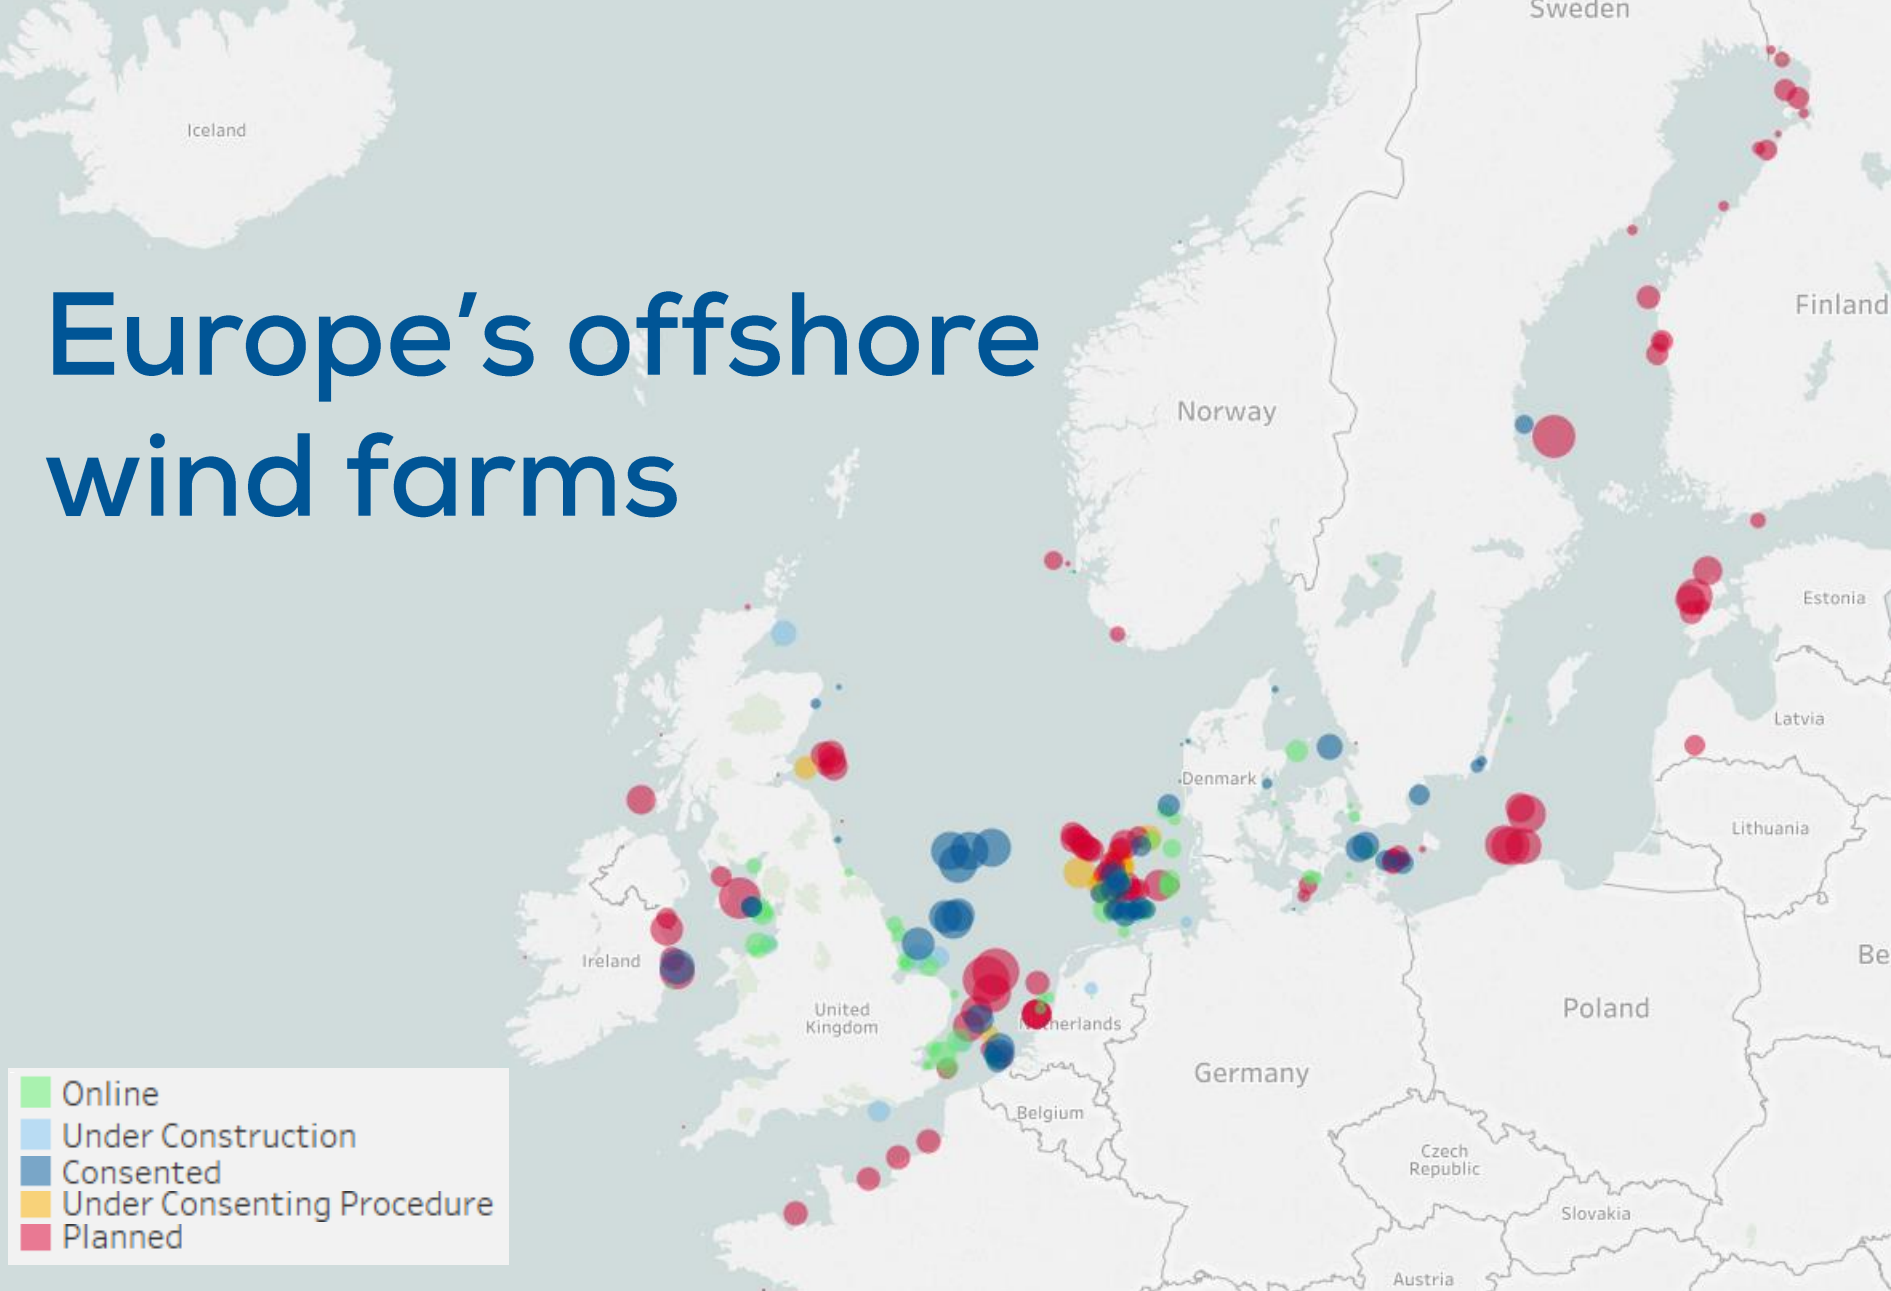 Sweden
Iceland
Europe's offshore
wind farms
Finland
Norway
Estonia
Latvia
Denmark
Lithuania
Ireland
United
Kingdom
Netherlands
Be
Poland
Germany
Belgium
Czech
Republic
Slovakia
Austria
Online
Under Construction
Consented
Under Consenting Procedure
Planned